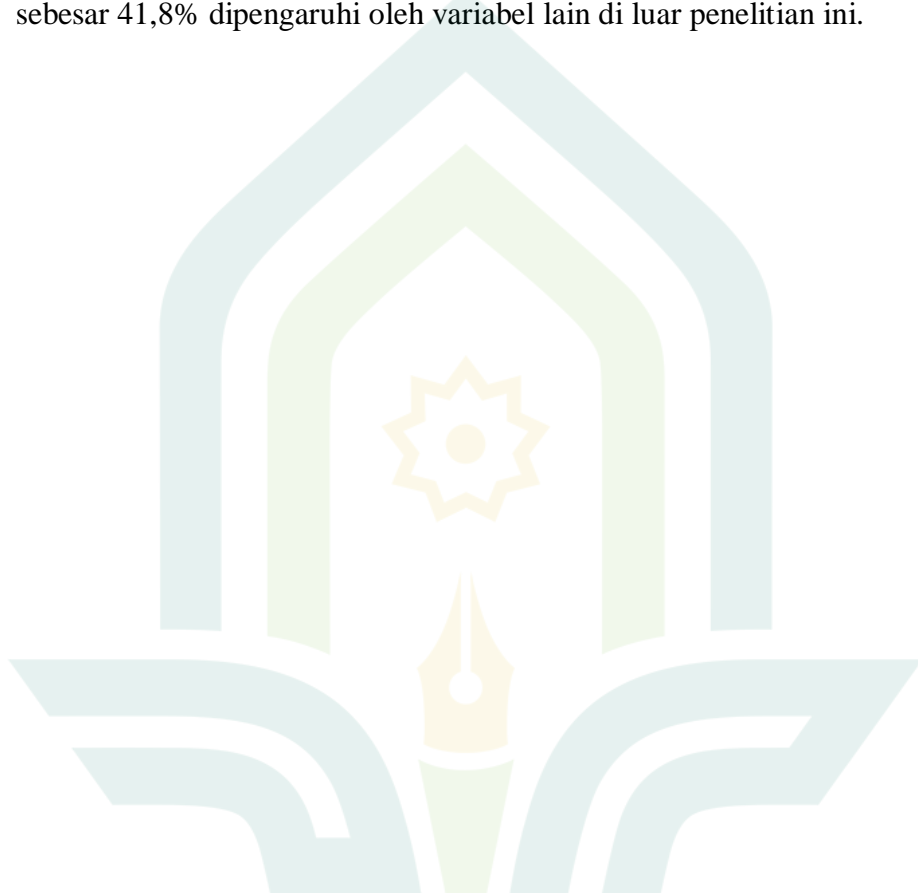 sebesar 41,8% dipengaruhi oleh variabel lain di luar penelitian ini.